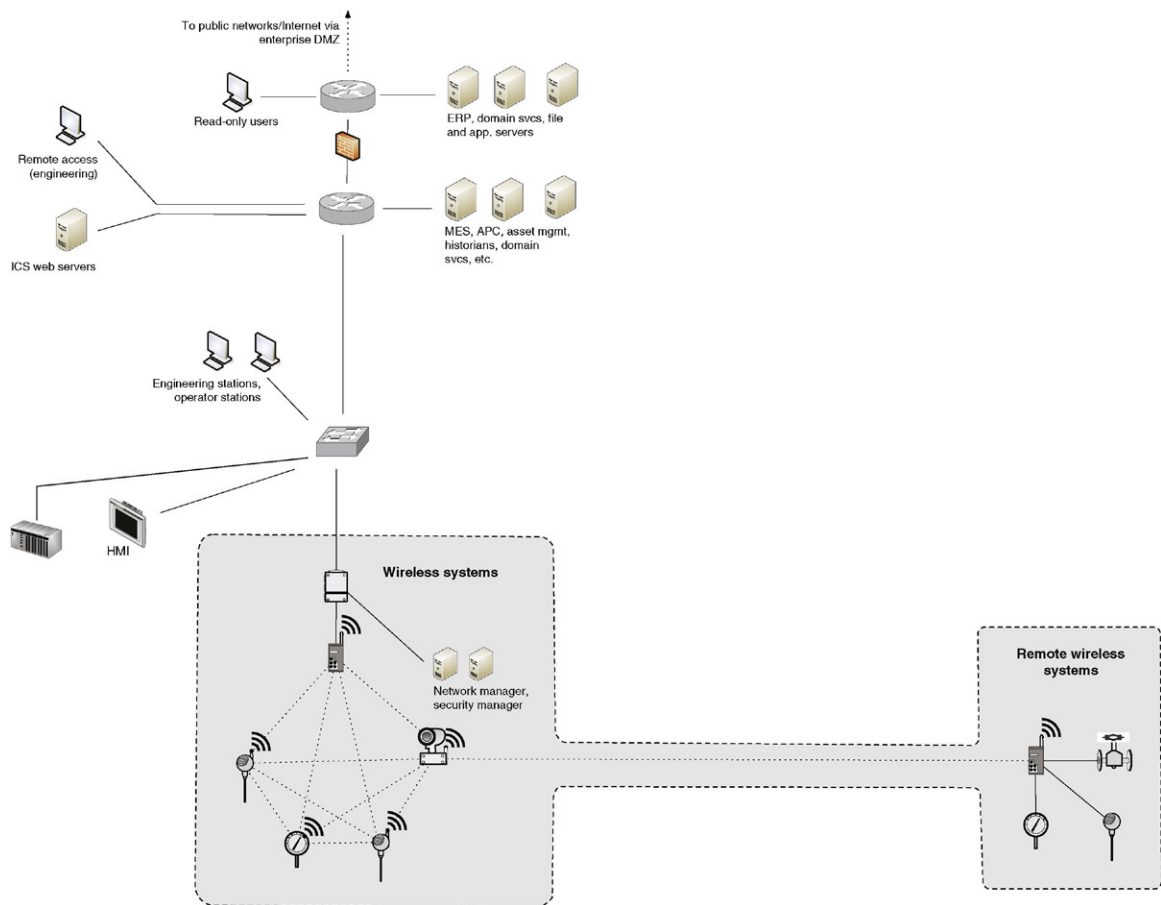 To public networks/Internet via
enterprise DMZ
Read-only users
ERP, domain svcs, file
and app. servers
Remote access
(engineering)
MES, APC, asset mgmt,
historians, domain
svcs, etc.
ICS web servers
Engineering stations,
operator stations
HMI
Wireless systems
Network manager,
security manager
Remote wireless
systems